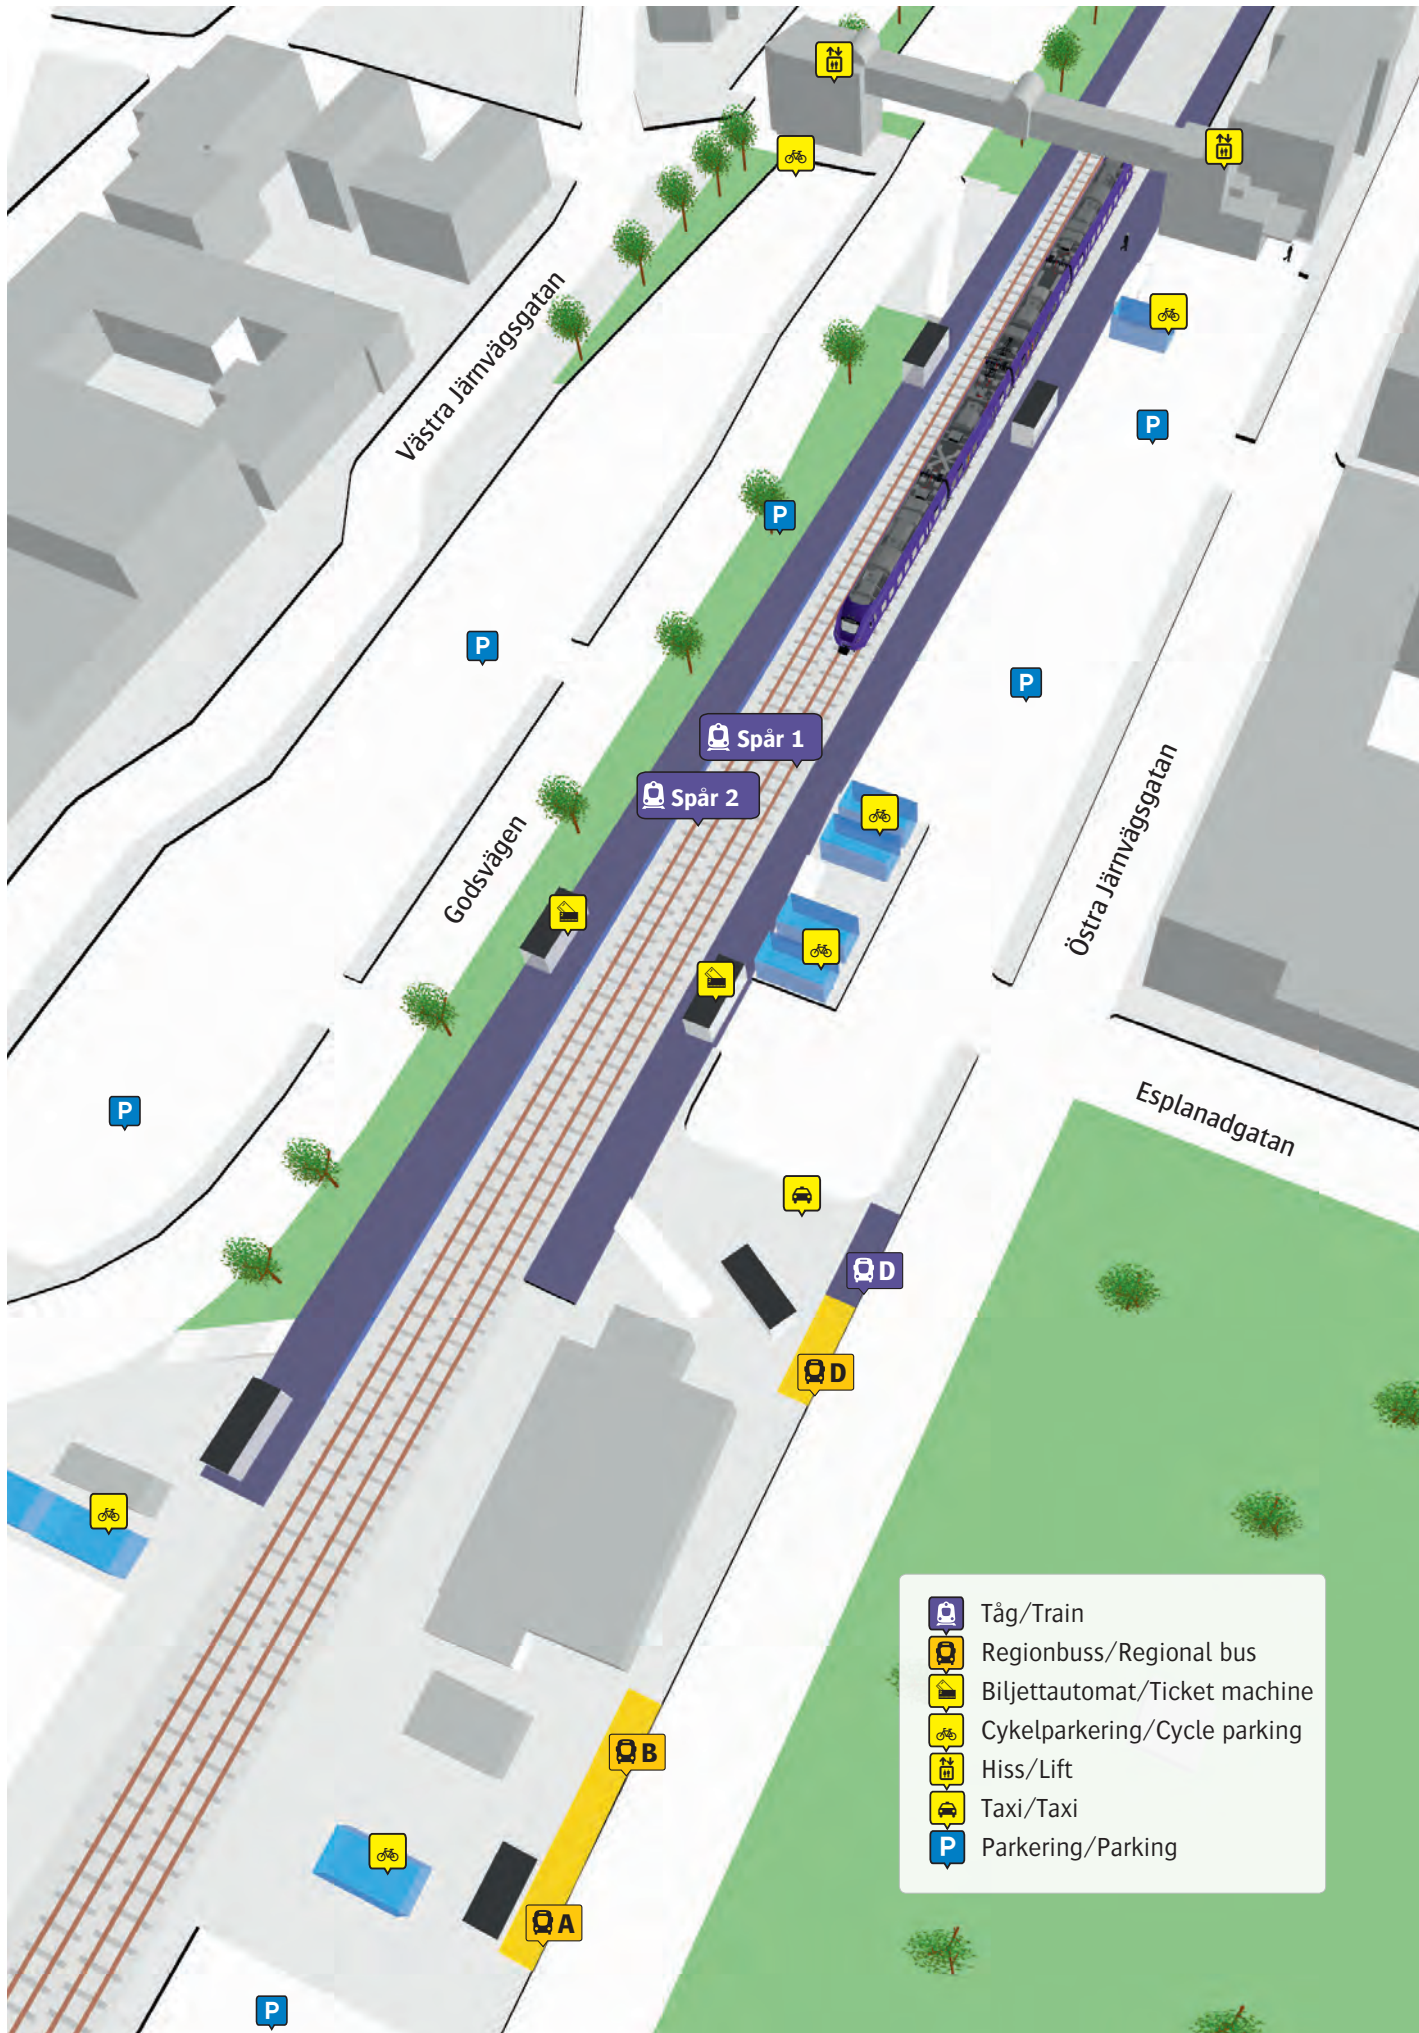 Västra Järnvägsgatan
P
P
P
P
Spår 1
Spår 2
Godsvägen
Östra Järnvägsgatan
P
Esplanadgatan
D
D
Tåg/Train
Regionbuss/Regional bus
Biljettautomat/Ticket machine
Cykelparkering/Cycle parking
Hiss/Lift
Taxi/Taxi
P Parkering/Parking
B
A
P